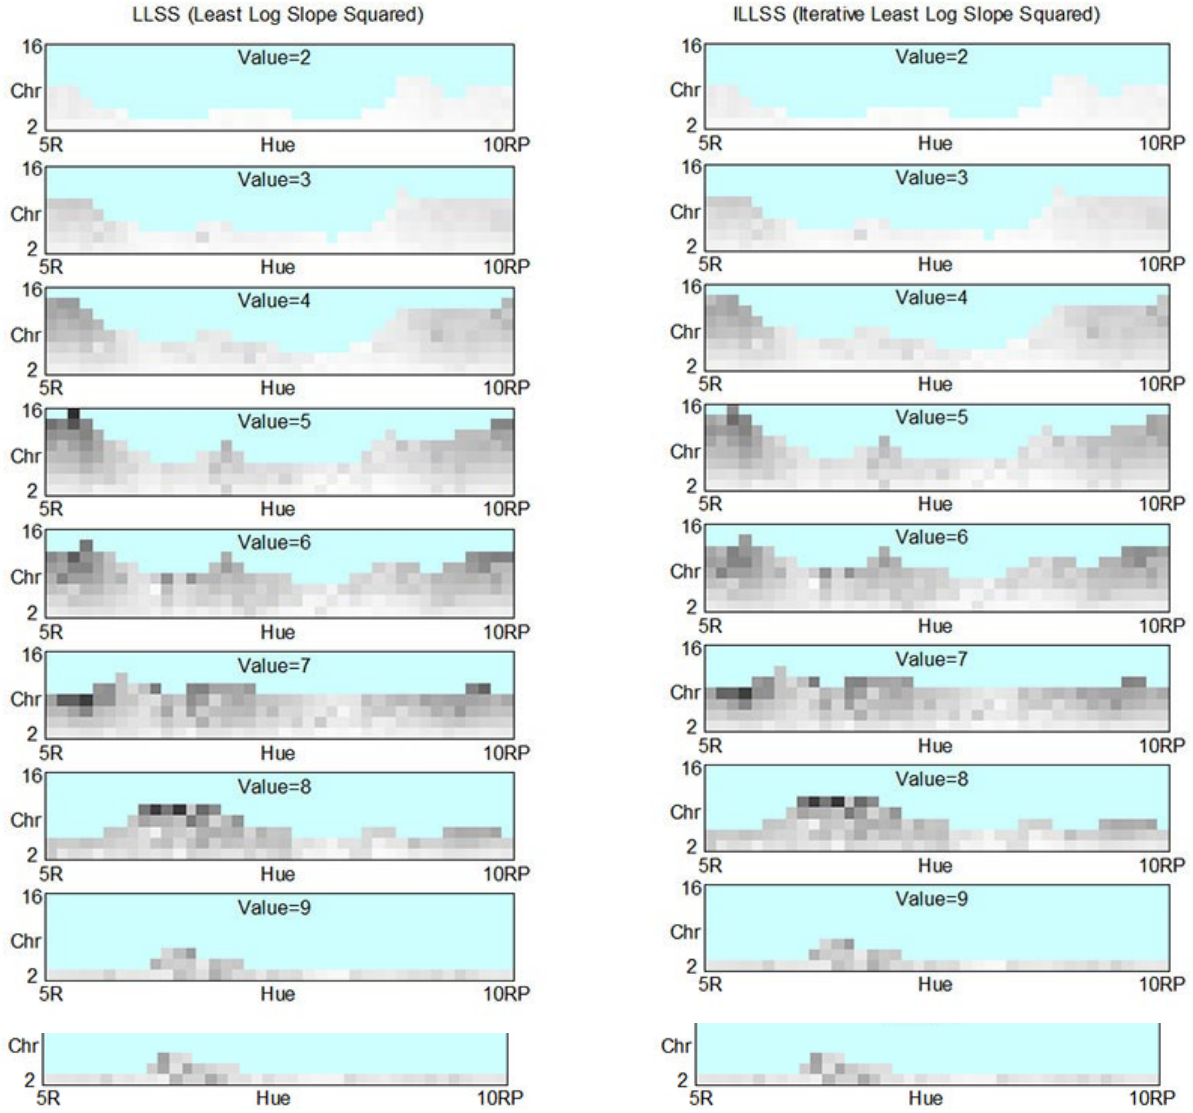 LLSS (Least Log Slope Squared)
16
Value=2
Chr
2
5R Hue 10RP
16
Value=3
Chr
2
5R Hue 10RP
16
Value=4
Chr
2
5R Hue 10RP
16
Value=5
Chr
2
5R Hue 10RP
16
Value=6
Chr
2
5R Hue 10RP
16
Value=7
Chr
2
5R Hue 10RP
16
Value=8
Chr
2
5R Hue 10RP
16
Value=9
Chr
2
5R Hue 10RP
Chr
2
5R Hue 10RP
ILLSS (Iterative Least Log Slope Squared)
16
Value=2
Chr
2
5R Hue 10RP
16
Value=3
Chr
2
5R Hue 10RP
16
Value=4
Chr
2
5R Hue 10RP
16
Value=5
Chr
2
5R Hue 10RP
16
Value=6
Chr
2
5R Hue 10RP
16
Value=7
Chr
2
5R Hue 10RP
16
Value=8
Chr
2
5R Hue 10RP
16
Value=9
Chr
2
5R Hue 10RP
Chr
2
5R Hue 10RP